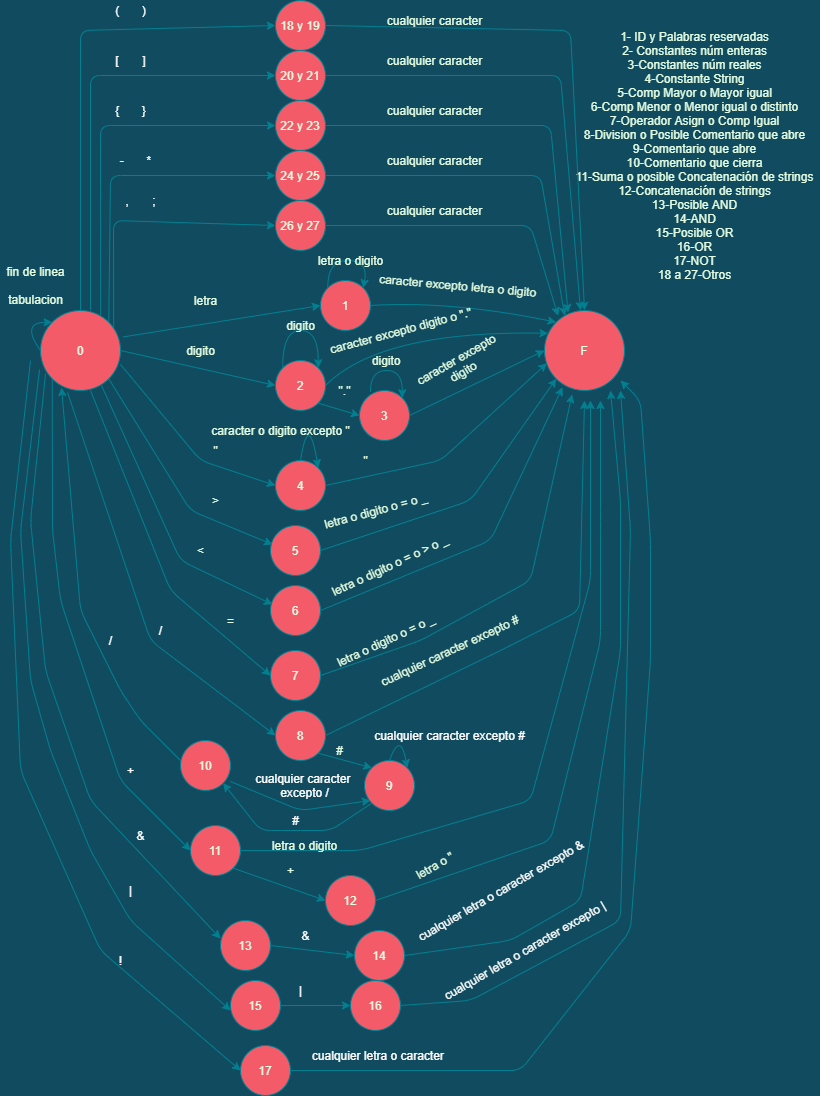 ( )
18 y 19
cualquier caracter
[ ]
20 y 21
cualquier caracter
{ }
22 y 23
cualquier caracter
- *
24 y 25
cualquier caracter
, ;
26 y 27
cualquier caracter
1- ID y Palabras reservadas
2- Constantes núm enteras
3-Constantes núm reales
4-Constante String
5-Comp Mayor o Mayor igual
6-Comp Menor o Menor igual o distinto
7-Operador Asign o Comp Igual
8-Division o Posible Comentario que abre
9-Comentario que abre
10-Comentario que cierra
11-Suma o posible Concatenación de strings
12-Concatenación de strings
13-Posible AND
14-AND
15-Posible OR
16-OR
17-NOT
18 a 27-Otros
fin de linea
tabulacion
0
letra
letra o digito
1
caracter excepto letra o digito
F
digito
digito
2
caracter excepto digito o "."
"."
digito
3
caracter excepto
digito
caracter o digito excepto "
"
4
"
>
5
letra o digito o = o _
<
6
letra o digito o = o > o _
=
7
letra o digito o = o _
/
/
8
cualquier caracter excepto #
#
cualquier caracter excepto #
9
10
cualquier caracter
excepto /
#
+
11
letra o digito
+
12
letra o "
&
13
&
14
cualquier letra o caracter excepto &
|
15
|
16
cualquier letra o caracter excepto |
!
17
cualquier letra o caracter